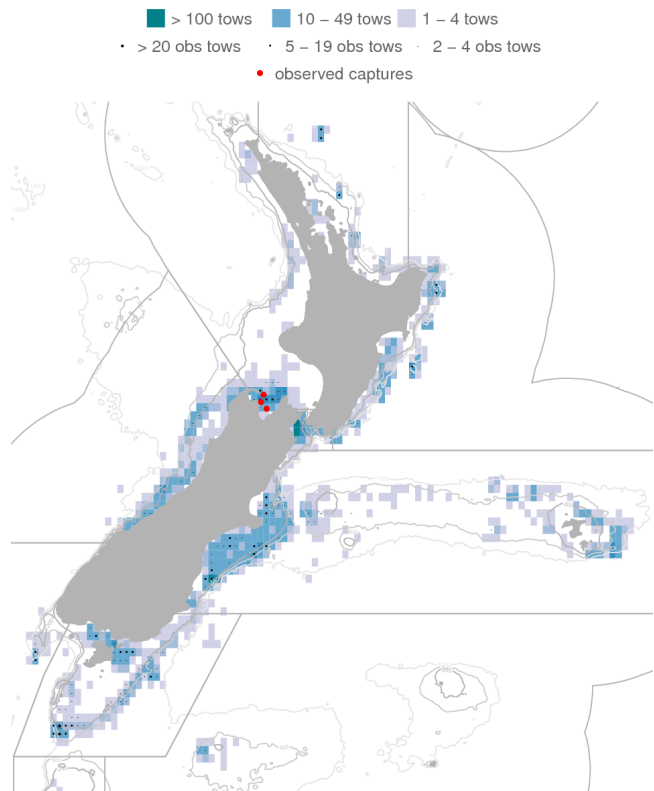 > 100 tows 10 − 49 tows 1 − 4 tows
> 20 obs tows 5 − 19 obs tows 2 − 4 obs tows
observed captures